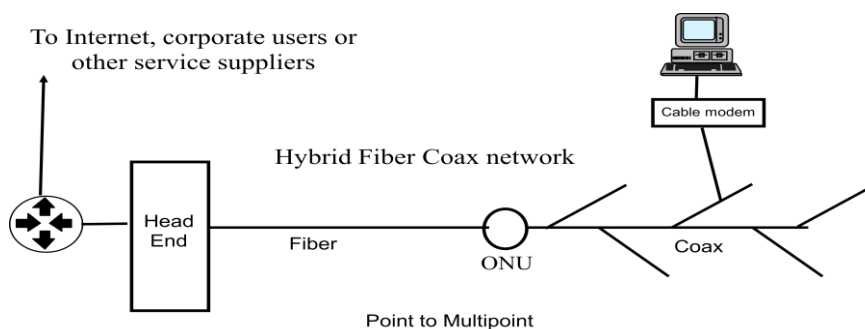 To Internet, corporate users or
other service suppliers
Cable modem
Hybrid Fiber Coax network
Head
End
Fiber
ONU
Coax
Point to Multipoint